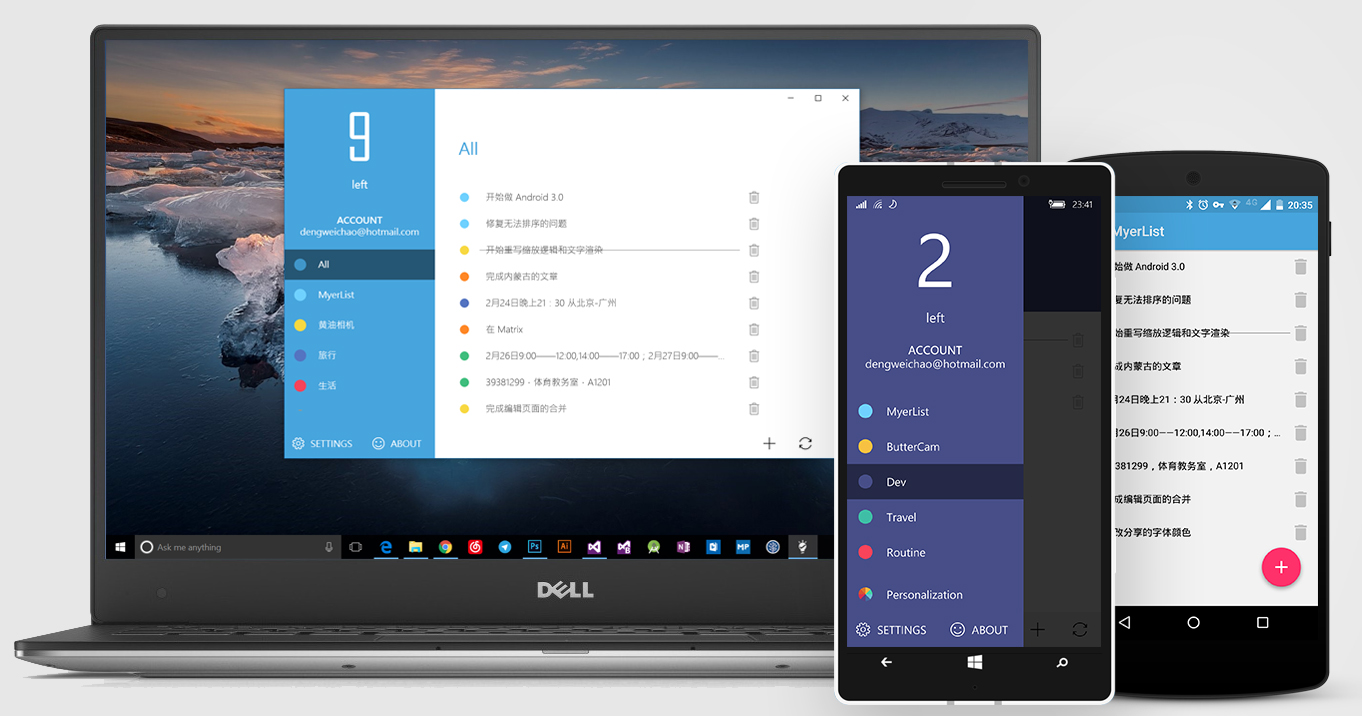 9
left
ACCOUNT
dengweichao@hotmail.com
All
MyerList
黄油相机
旅行
生活
SETTINGS
ABOUT
All
开始做 Android 3.0
修复无法排序的问题
开始重写缩放逻辑和文字渲染
完成内蒙古的文章
2月24日晚上21：30 从北京-广州
在 Matrix
2月26日9:00——12:00,14:00——17:00；2月27日9:00——...
39381299，体育教务室，A1201
完成编辑页面的合并
Ask me anything
Ps
Ai
N
MP
DELL
23:41
2
left
ACCOUNT
dengweichao@hotmail.com
MyerList
ButterCam
Dev
Travel
Routine
Personalization
SETTINGS
ABOUT
4G
20:35
MyerList
始做 Android 3.0
复无法排序的问题
始重写缩放逻辑和文字渲染
成内蒙古的文章
月24日晚上21：30 从北京-广州
月26日9:00——12:00,14:00——17:00；...
9381299，体育教务室，A1201
成编辑页面的合并
改分享的字体颜色